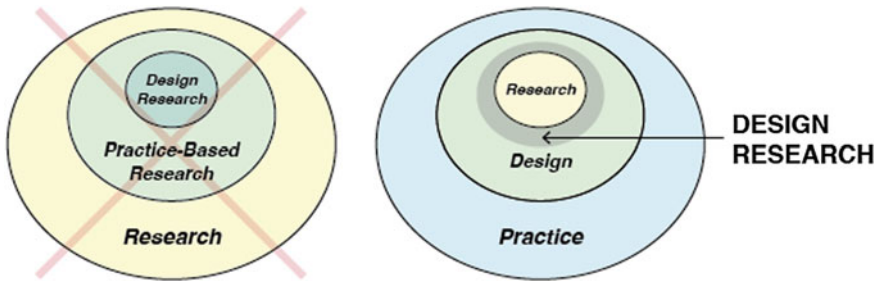 Design
Research
Practice-Based
Research
Research
Research
Design
Practice
DESIGN
RESEARCH